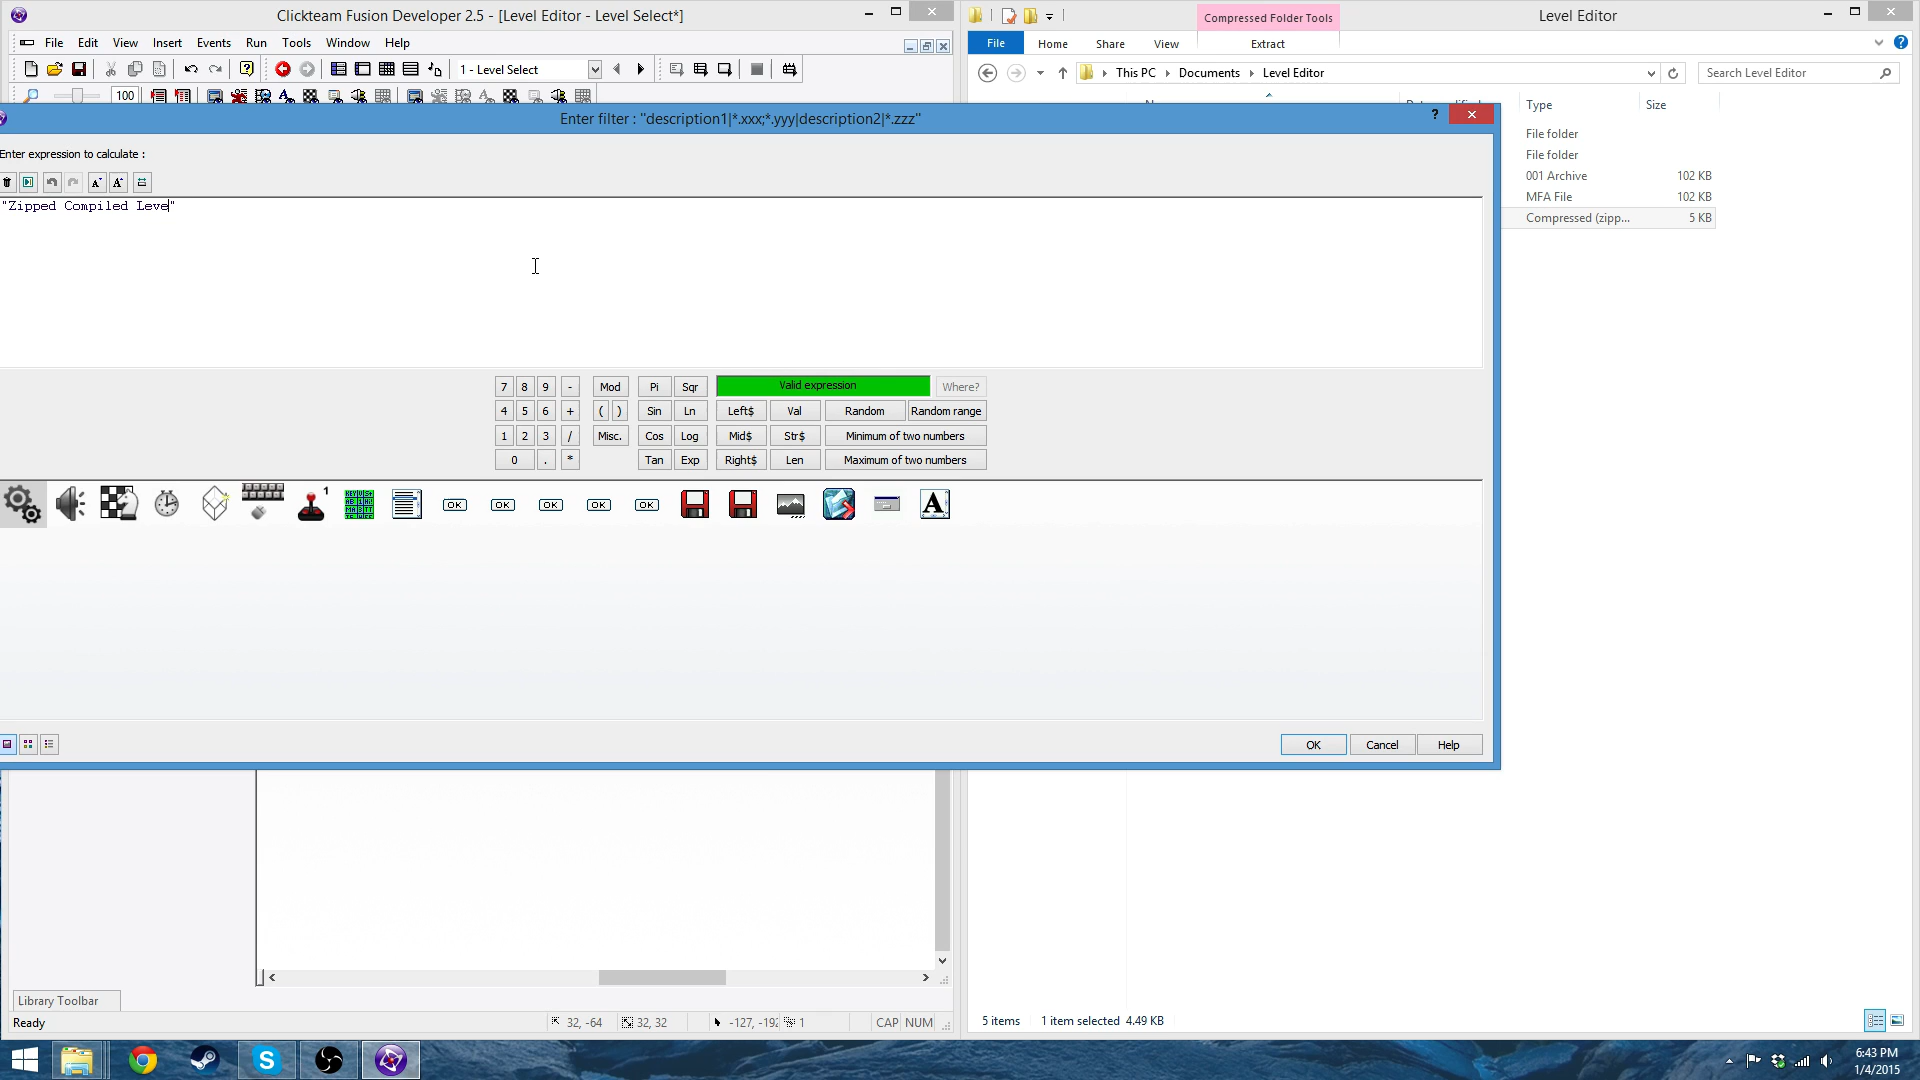 Clickteam Fusion Developer 2.5 - [Level Editor - Level Select*]
File Edit View Insert Events Run Tools Window Help
1 - Level Select
100
Compressed Folder Tools
Level Editor
File Home Share View Extract
This PC Documents Level Editor
Search Level Editor
Type Size
File folder
File folder
001 Archive 102 KB
MFA File 102 KB
Compressed (zipp... 5 KB
Enter filter : "description1|*.xxx;*.yyy|description2|*.zzz"
Enter expression to calculate :
"Zipped Compiled Leve"
7 8 9 - Mod Pi Sqr Valid expression Where?
4 5 6 + ( ) Sin Ln Left$ Val Random Random range
1 2 3 / Misc. Cos Log Mid$ Str$ Minimum of two numbers
0 . * Tan Exp Right$ Len Maximum of two numbers
1
OK OK OK OK OK
A
OK Cancel Help
Library Toolbar
Ready 32, -64 32, 32 -127, -192 1 CAP NUM
5 items 1 item selected 4.49 KB
6:43 PM
1/4/2015